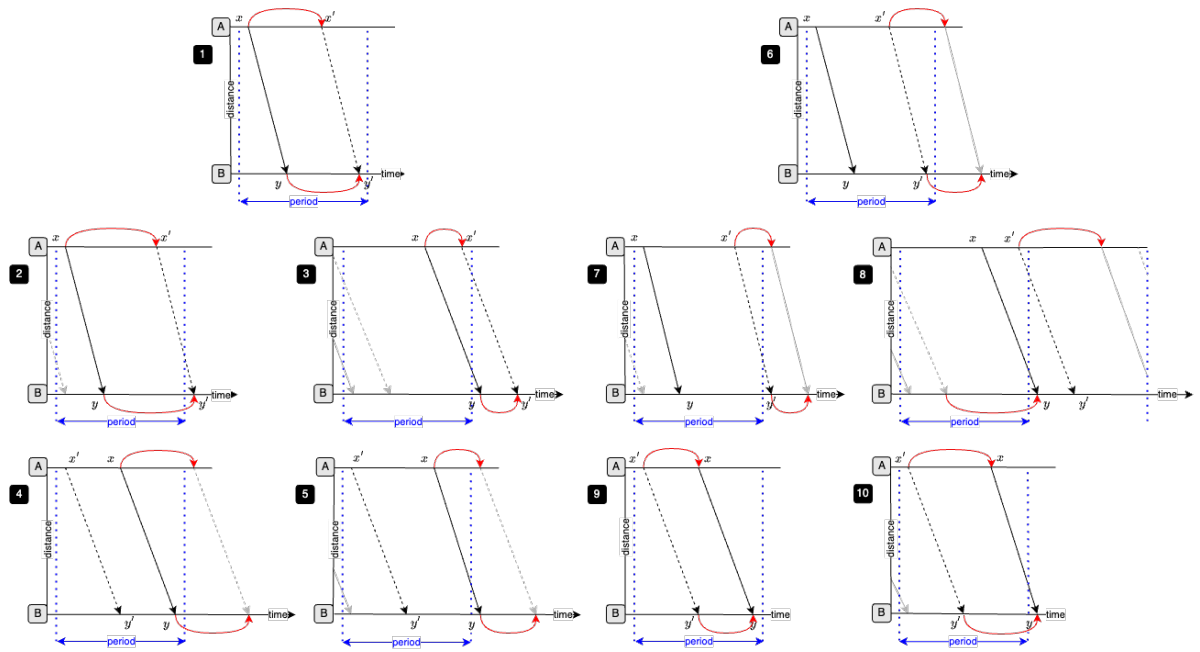 1
A
x
x′
distance
B
y
y′
time
period
6
A
x
x′
distance
B
y
y′
time
period
2
A
x
x′
distance
B
y
y′
time
period
3
A
x
x′
distance
B
y
y′
time
period
7
A
x
x′
distance
B
y
y′
time
period
8
A
x
x′
distance
B
y
y′
time
period
4
A
x′
x
distance
B
y′
y
time
period
5
A
x′
x
distance
B
y′
y
time
period
9
A
x′
x
distance
B
y′
y
time
period
10
A
x′
x
distance
B
y′
y
time
period